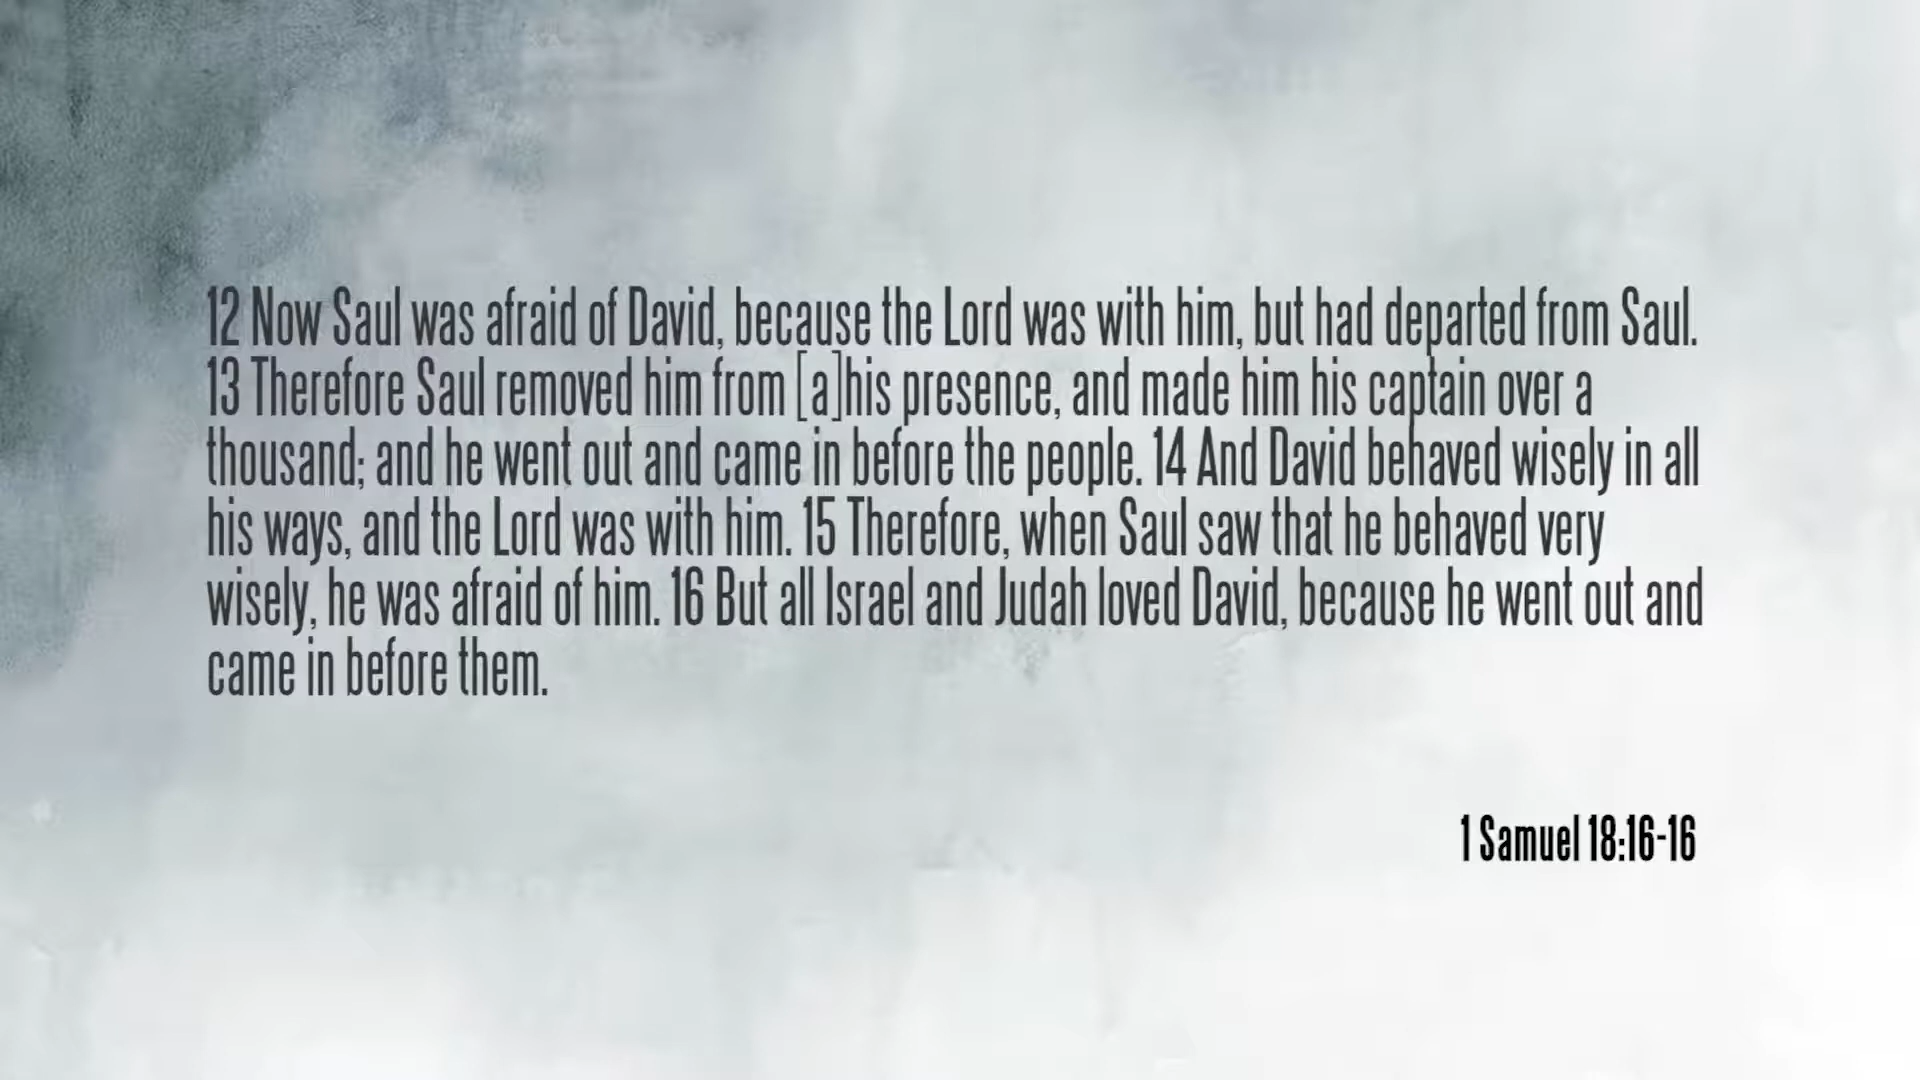 12 Now Saul was afraid of David, because the Lord was with him, but had departed from Saul.
13 Therefore Saul removed him from [a]his presence, and made him his captain over a
thousand; and he went out and came in before the people. 14 And David behaved wisely in all
his ways, and the Lord was with him. 15 Therefore, when Saul saw that he behaved very
wisely, he was afraid of him. 16 But all Israel and Judah loved David, because he went out and
came in before them.
1 Samuel 18:16-16